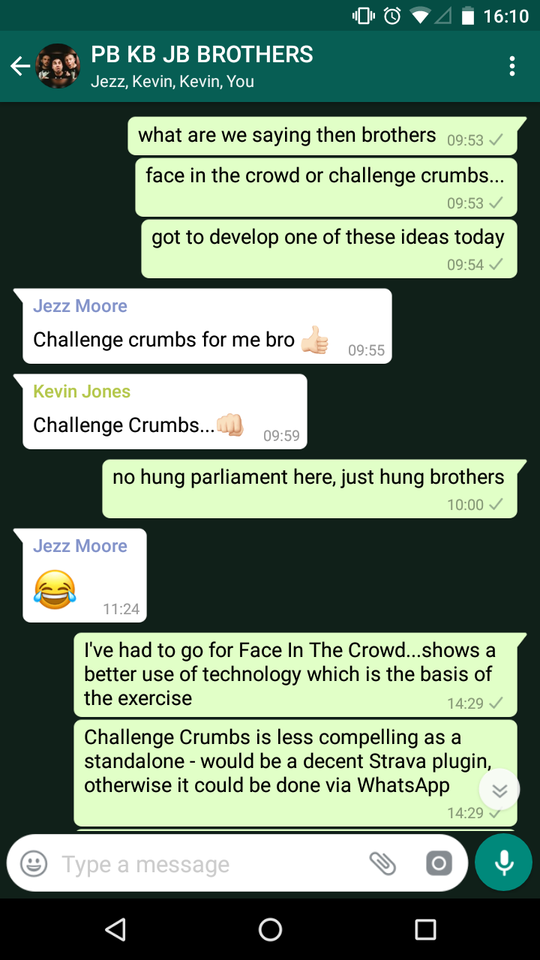 16:10
PB KB JB BROTHERS
Jezz, Kevin, Kevin, You
what are we saying then brothers 09:53
face in the crowd or challenge crumbs...
09:53
got to develop one of these ideas today
09:54
Jezz Moore
Challenge crumbs for me bro 👍🏻 09:55
Kevin Jones
Challenge Crumbs...👊🏻 09:59
no hung parliament here, just hung brothers
10:00
Jezz Moore
😂 11:24
I've had to go for Face In The Crowd...shows a
better use of technology which is the basis of
the exercise 14:29
Challenge Crumbs is less compelling as a
standalone - would be a decent Strava plugin,
otherwise it could be done via WhatsApp
14:29
Type a message